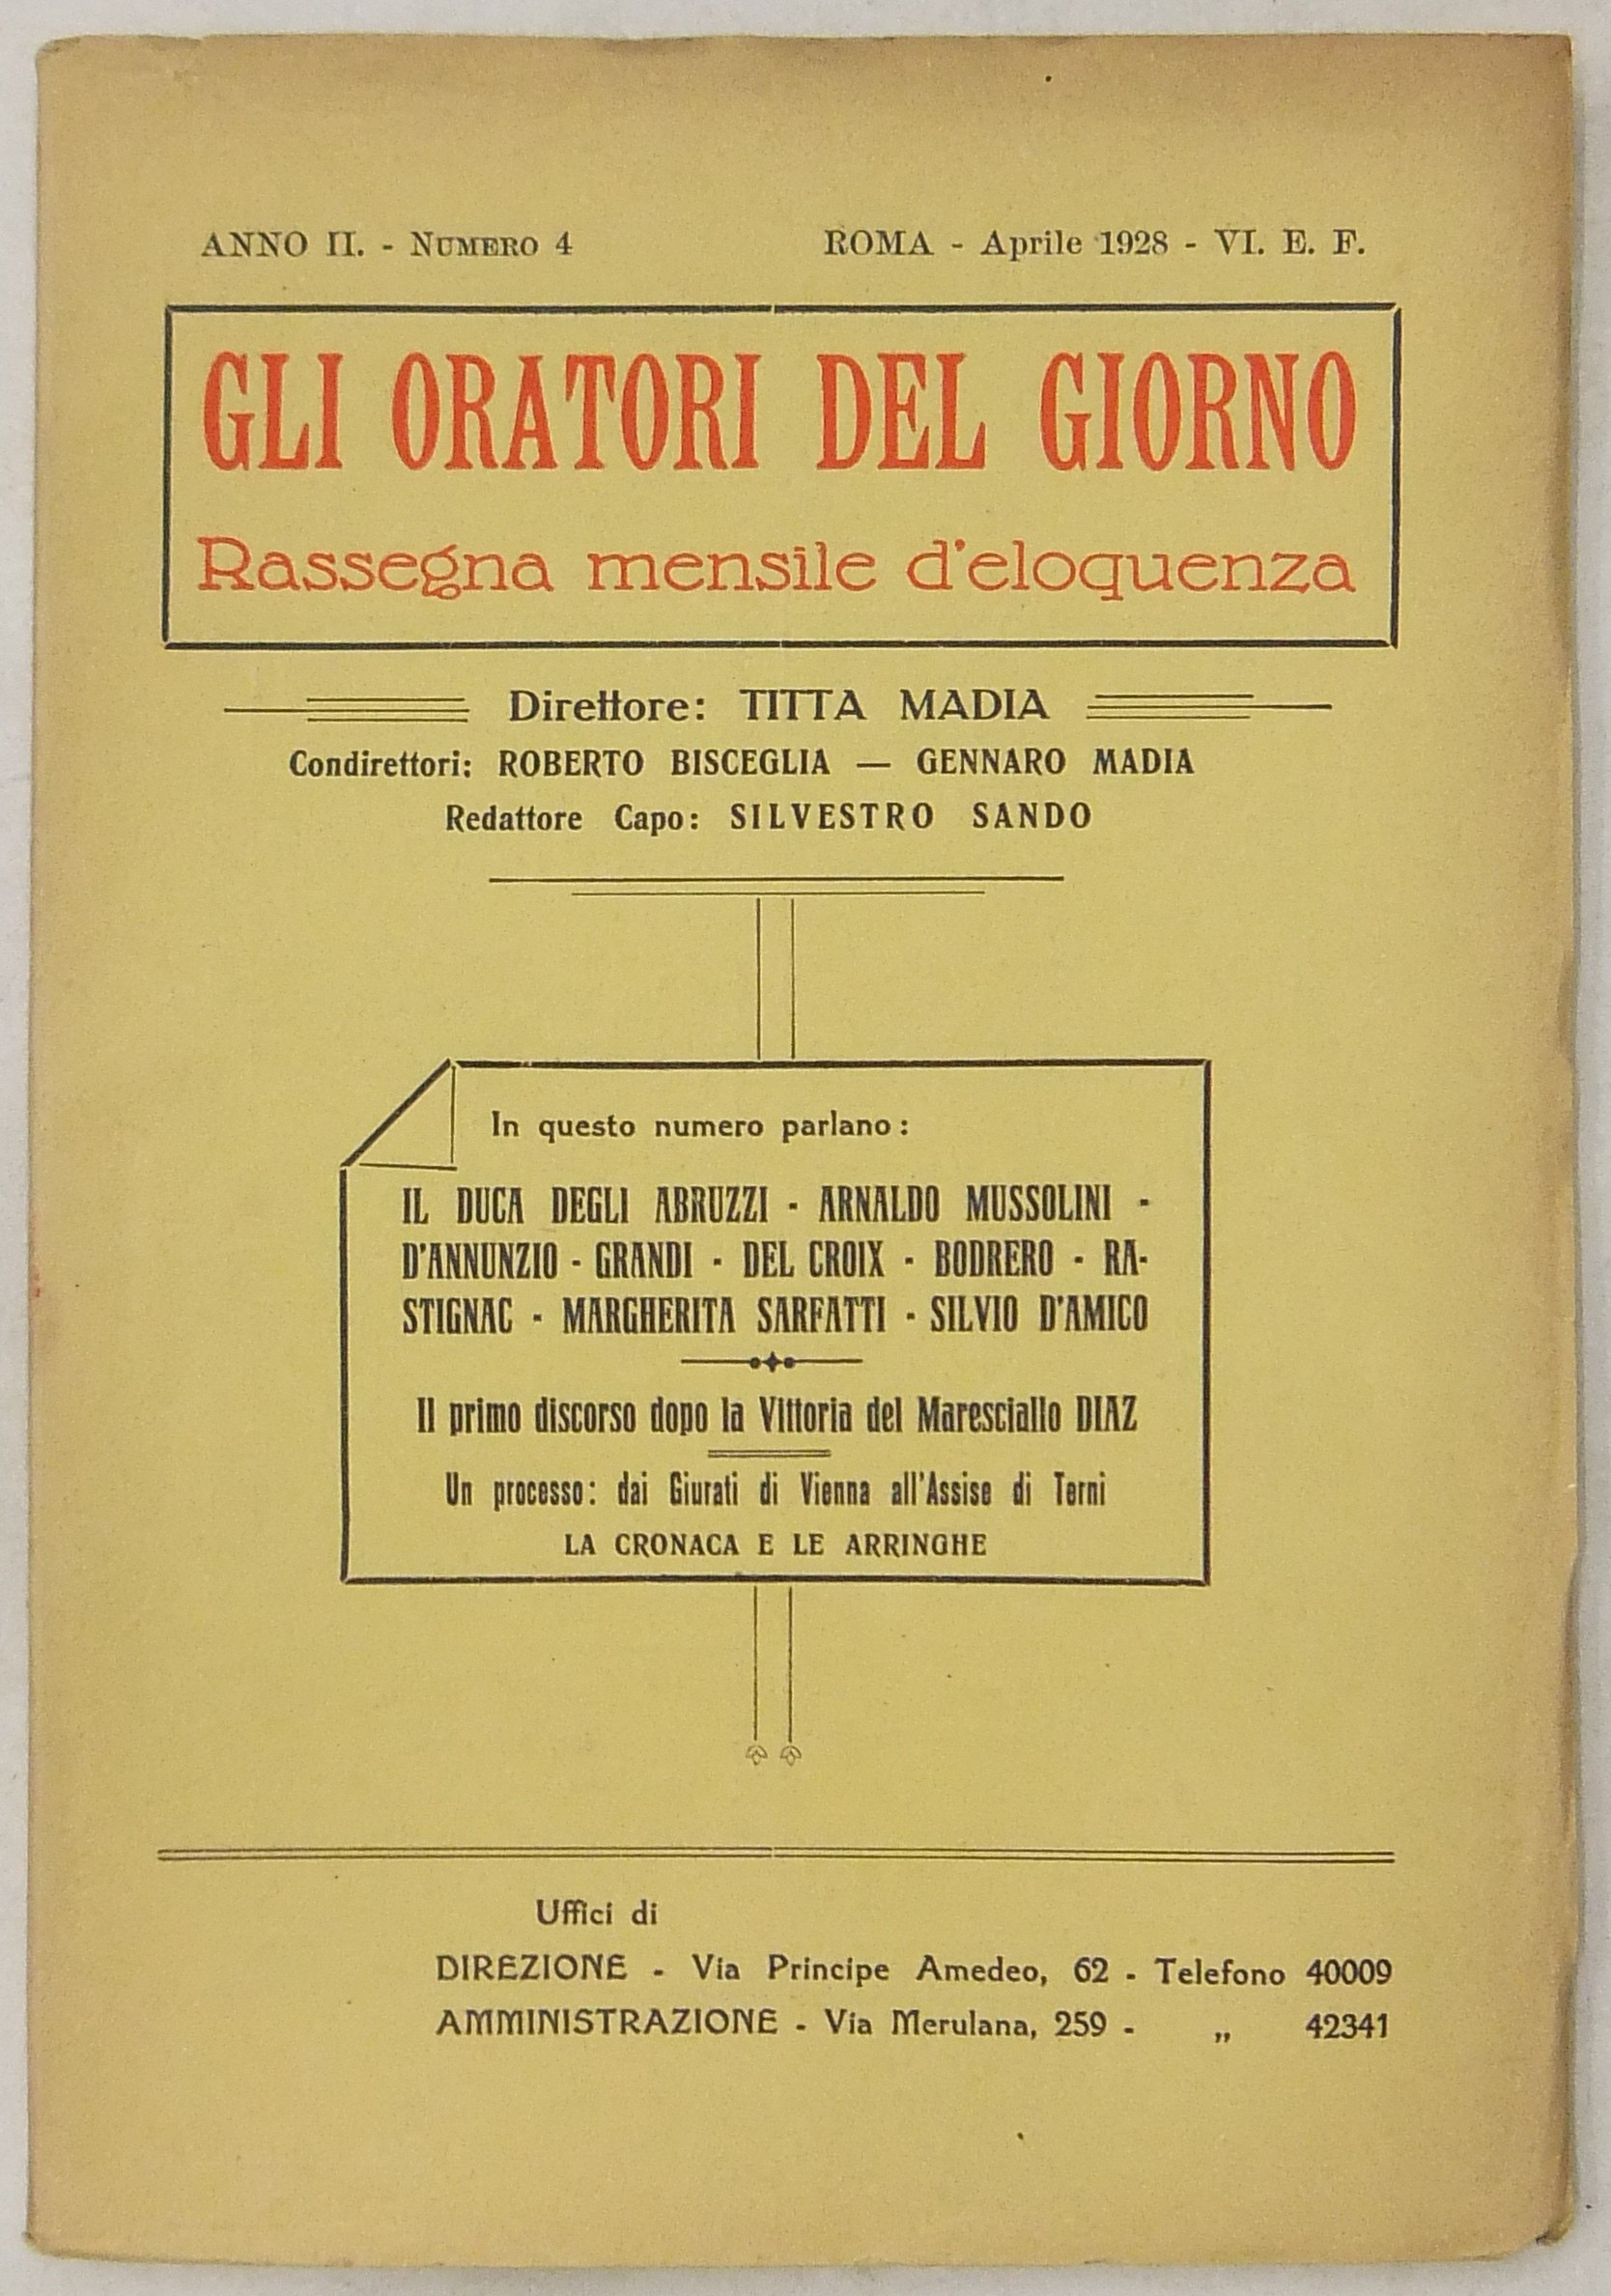 ANNO II. - NUMERO 4
ROMA - Aprile 1928 - VI. E. F.
GLI ORATORI DEL GIORNO
Rassegna mensile d'eloquenza
Direttore: TITTA MADIA
Condirettori: ROBERTO BISCEGLIA — GENNARO MADIA
Redattore Capo: SILVESTRO SANDO
In questo numero parlano:
IL DUCA DEGLI ABRUZZI - ARNALDO MUSSOLINI -
D'ANNUNZIO - GRANDI - DEL CROIX - BODRERO - RA-
STIGNAC - MARGHERITA SARFATTI - SILVIO D'AMICO
Il primo discorso dopo la Vittoria del Maresciallo DIAZ
Un processo: dai Giurati di Vienna all'Assise di Terni
LA CRONACA E LE ARRINGHE
Uffici di
DIREZIONE - Via Principe Amedeo, 62 - Telefono 40009
AMMINISTRAZIONE - Via Merulana, 259 - „ 42341